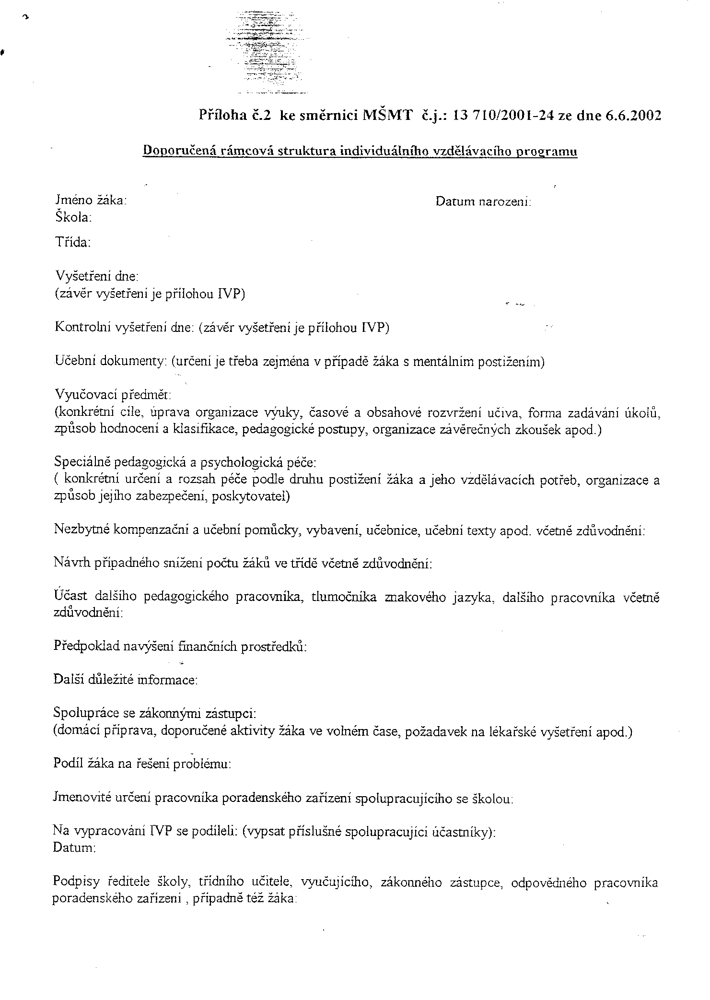 Příloha č.2 ke směrnici MŠMT č.j.: 13 710/2001-24 ze dne 6.6.2002
Doporučená rámcová struktura individuálního vzdělávacího programu
Jméno žáka: Datum narození:
Škola:
Třída:
Vyšetření dne:
(závěr vyšetření je přílohou IVP)
Kontrolní vyšetření dne: (závěr vyšetření je přílohou IVP)
Učební dokumenty: (určení je třeba zejména v případě žáka s mentálním postižením)
Vyučovací předmět:
(konkrétní cíle, úprava organizace výuky, časové a obsahové rozvržení učiva, forma zadávání úkolů,
způsob hodnocení a klasifikace, pedagogické postupy, organizace závěrečných zkoušek apod.)
Speciálně pedagogická a psychologická péče:
( konkrétní určení a rozsah péče podle druhu postižení žáka a jeho vzdělávacích potřeb, organizace a
způsob jejího zabezpečení, poskytovatel)
Nezbytné kompenzační a učební pomůcky, vybavení, učebnice, učební texty apod. včetně zdůvodnění:
Návrh případného snížení počtu žáků ve třídě včetně zdůvodnění:
Účast dalšího pedagogického pracovníka, tlumočníka znakového jazyka, dalšího pracovníka včetně
zdůvodnění:
Předpoklad navýšení finančních prostředků:
Další důležité informace:
Spolupráce se zákonnými zástupci:
(domácí příprava, doporučené aktivity žáka ve volném čase, požadavek na lékařské vyšetření apod.)
Podíl žáka na řešení problému:
Jmenovité určení pracovníka poradenského zařízení spolupracujícího se školou:
Na vypracování IVP se podíleli: (vypsat příslušné spolupracující účastníky):
Datum:
Podpisy ředitele školy, třídního učitele, vyučujícího, zákonného zástupce, odpovědného pracovníka
poradenského zařízení , případně též žáka: